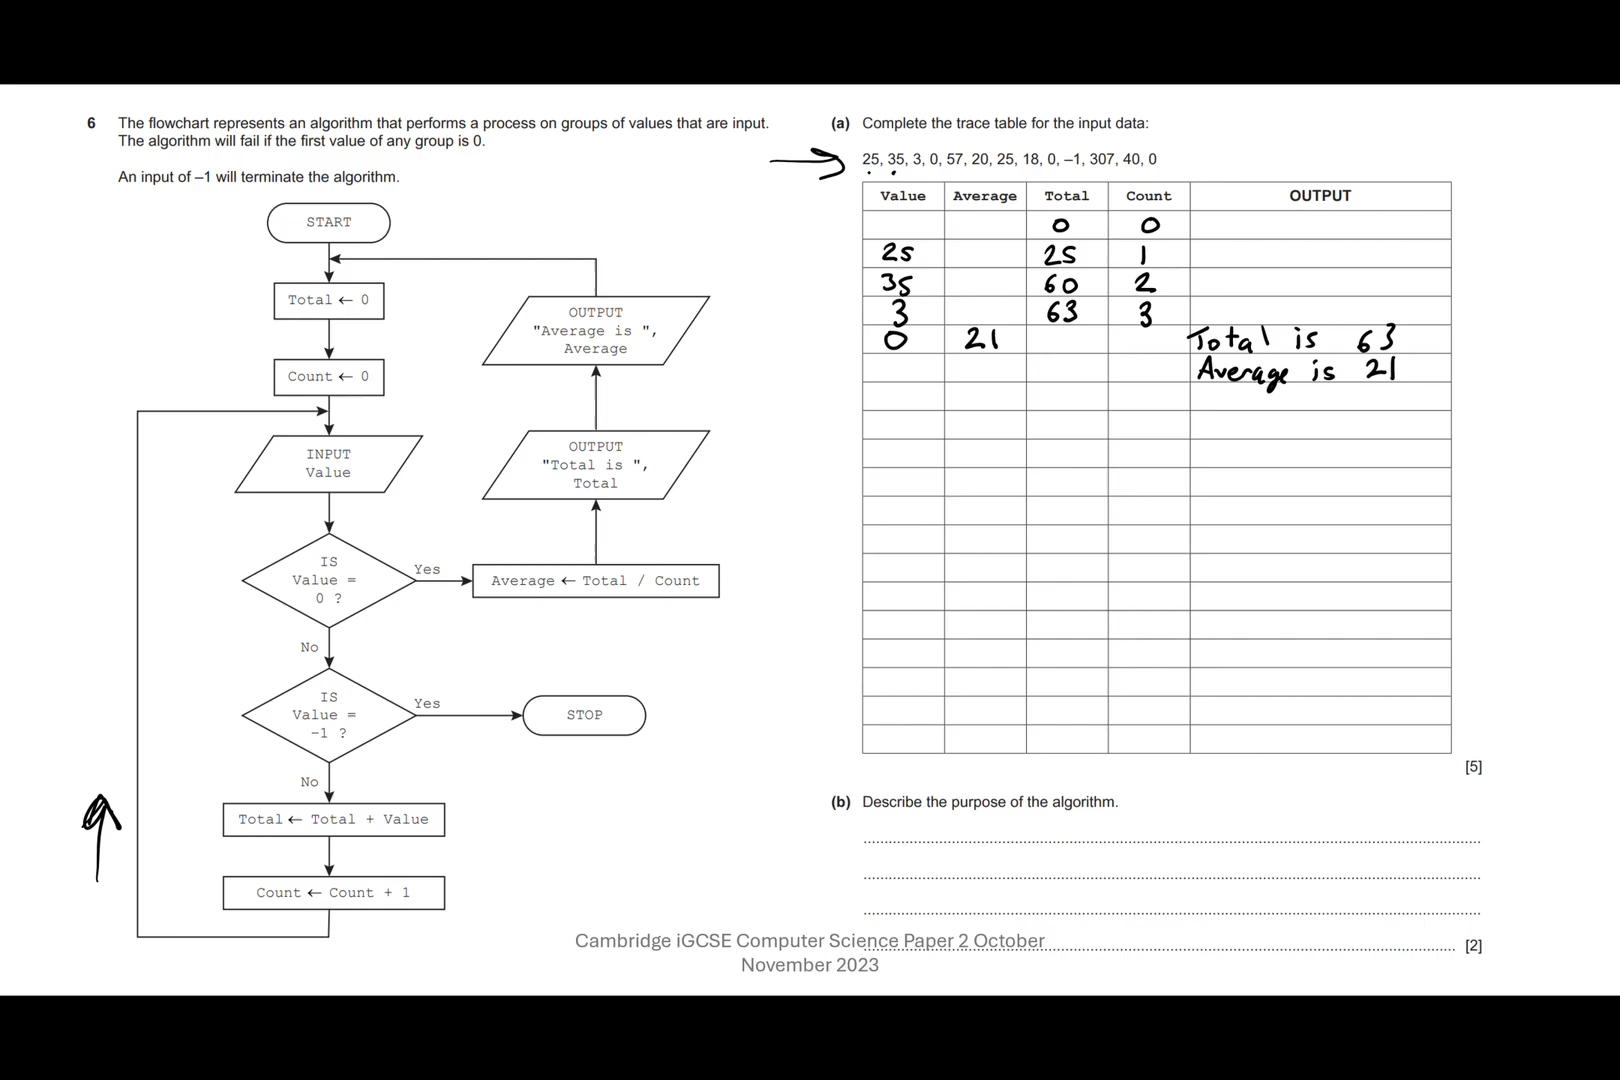 6 The flowchart represents an algorithm that performs a process on groups of values that are input.
The algorithm will fail if the first value of any group is 0.
An input of –1 will terminate the algorithm.
START
Total ← 0
Count ← 0
INPUT
Value
IS
Value =
0 ?
Yes
No
IS
Value =
–1 ?
Yes
No
Total ← Total + Value
Count ← Count + 1
OUTPUT
"Average is ",
Average
OUTPUT
"Total is ",
Total
Average ← Total / Count
STOP
(a) Complete the trace table for the input data:
25, 35, 3, 0, 57, 20, 25, 18, 0, –1, 307, 40, 0
Value Average Total Count OUTPUT
0 0
25 25 1
35 60 2
3 63 3
0 21 Total is 63
Average is 21
[5]
(b) Describe the purpose of the algorithm.
[2]
Cambridge iGCSE Computer Science Paper 2 October
November 2023